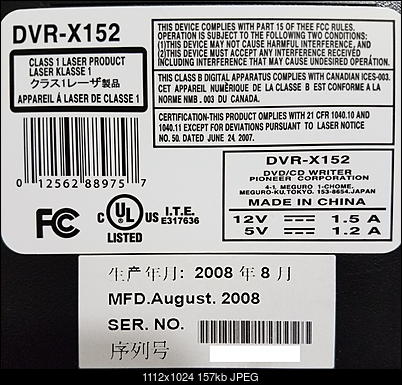 DVR-X152
CLASS 1 LASER PRODUCT
LASER KLASSE 1
クラス1レーザ製品
APPAREIL Á LASER DE CLASSE 1
THIS DEVICE COMPLIES WITH PART 15 OF THE FCC RULES.
OPERATION IS SUBJECT TO THE FOLLOWING TWO CONDITIONS:
(1)THIS DEVICE MAY NOT CAUSE HARMFUL INTERFERENCE, AND
(2)THIS DEVICE MUST ACCEPT ANY INTERFERENCE RECEIVED
,INCLUDING INTERFERENCE THAT MAY CAUSE UNDESIRED OPERATION.
THIS CLASS B DIGITAL APPARATUS COMPLIES WITH CANADIAN ICES-003.
CET APPAREIL NUMÉRIQUE DE LA CLASSE B EST CONFORME A LA
NORME NMB - 003 DU CANADA.
CERTIFICATION:THIS PRODUCT COMPLIES WITH 21 CFR 1040.10 AND
1040.11 EXCEPT FOR DEVIATIONS PURSUANT TO LASER NOTICE
NO. 50. DATED JUNE 24, 2007.
0 12562 88975 7
FC
C UL US
LISTED
I.T.E.
E317636
DVR-X152
DVD/CD WRITER
PIONEER CORPORATION
4-1, MEGURO 1-CHOME,
MEGURO-KU,TOKYO, 153-8654,JAPAN
MADE IN CHINA
12V 1.5 A
5V 1.2 A
生产年月: 2008 年 8 月
MFD.August. 2008
SER. NO.
序列号
1112x1024 157kb JPEG